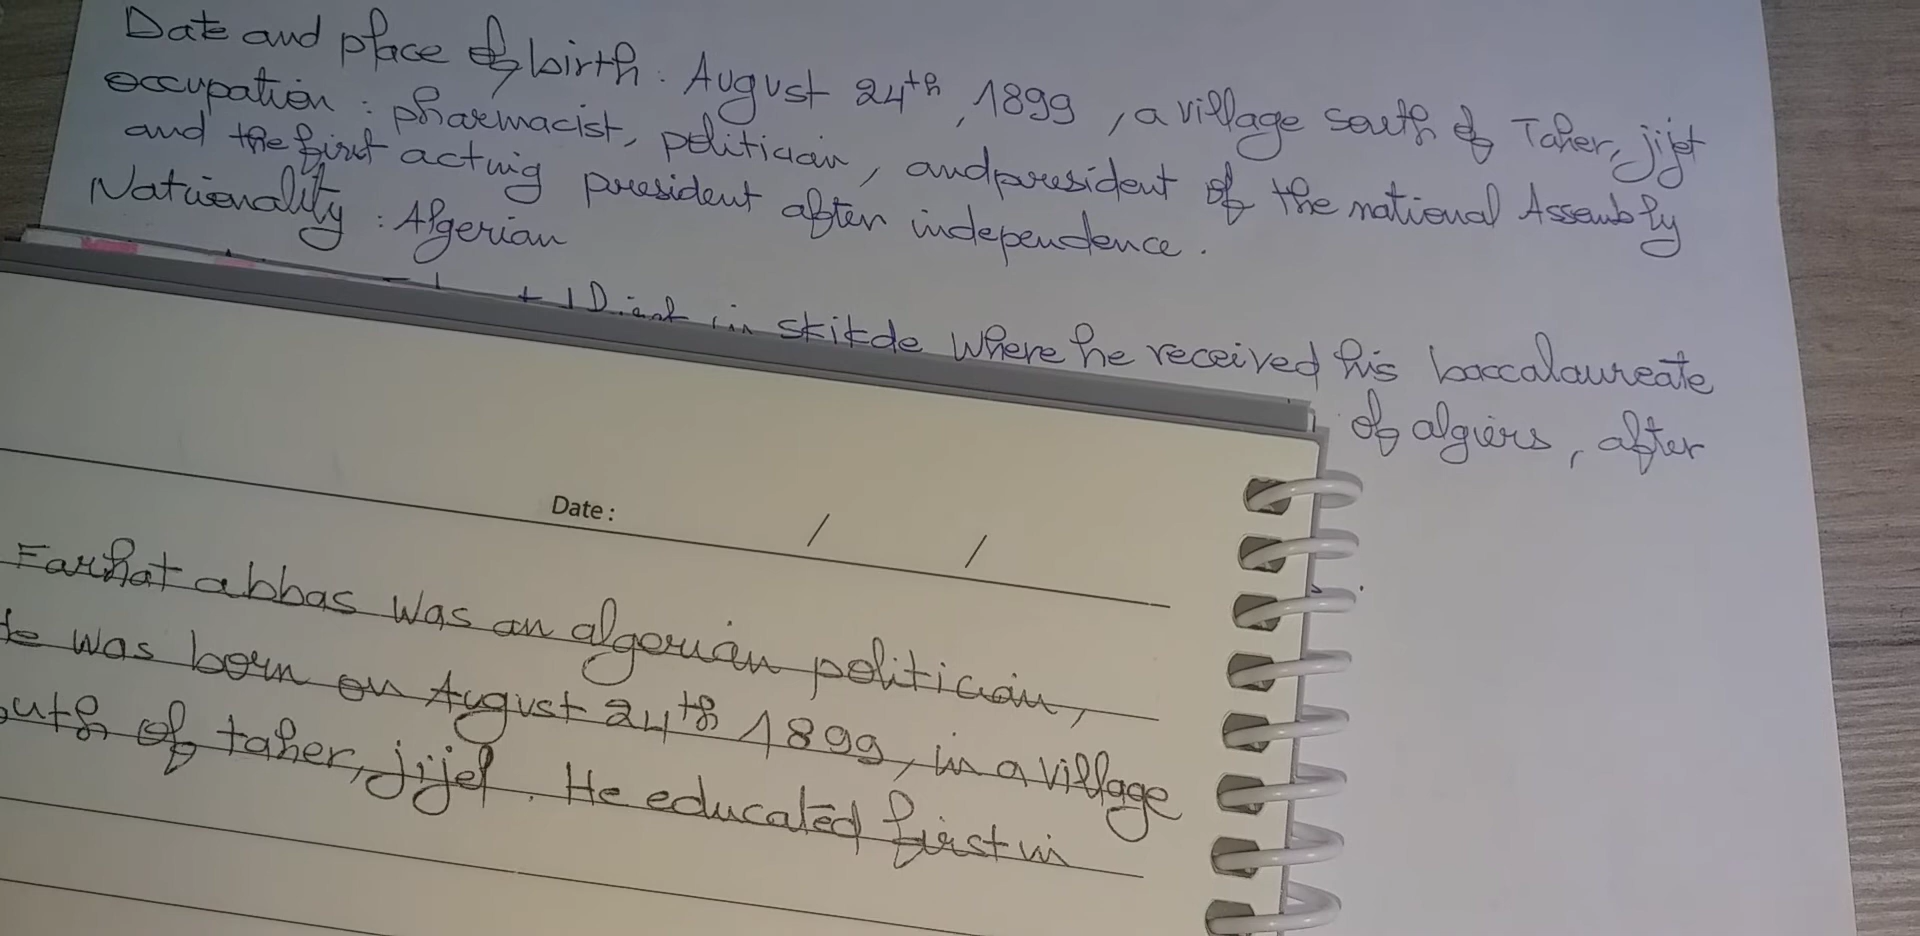 Date and place of birth : August 24th, 1899, a village south of Taher, jijel
occupation : pharmacist, politician, and president of the national Assembly
and the first acting president after independence.
Nationality : Algerian
in skikde where he received his baccalaureate
of algiers, after
Date : / /
Farhat abbas was an algerian politician,
He was born on August 24th 1899, in a village
outh of taher, jijel. He educated first in